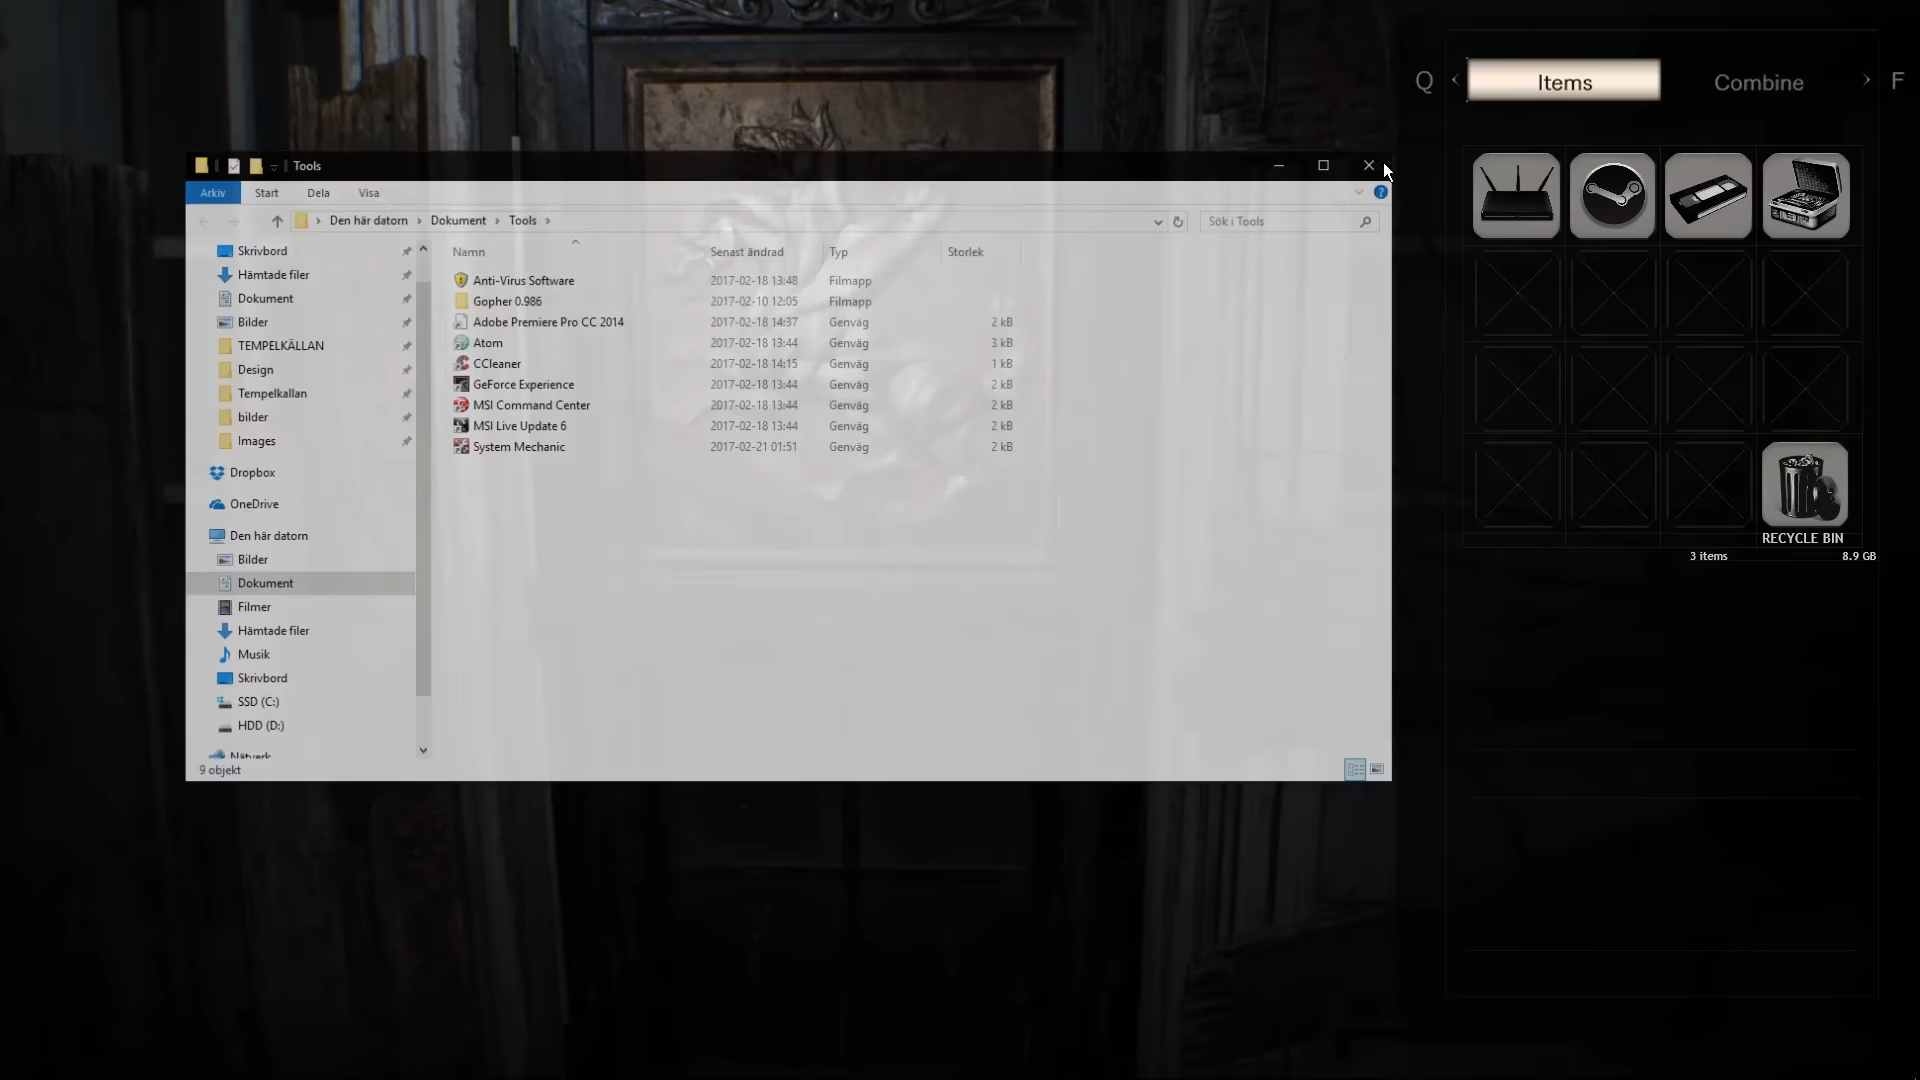 Q Items Combine F
Tools
Arkiv Start Dela Visa
Den här datorn Dokument Tools
Sök i Tools
Namn Senast ändrad Typ Storlek
Skrivbord
Hämtade filer
Dokument
Bilder
TEMPELKÄLLAN
Design
Tempelkallan
bilder
Images
Dropbox
OneDrive
Den här datorn
Bilder
Dokument
Filmer
Hämtade filer
Musik
Skrivbord
SSD (C:)
HDD (D:)
Nätverk
Anti-Virus Software 2017-02-18 13:48 Filmapp
Gopher 0.986 2017-02-10 12:05 Filmapp
Adobe Premiere Pro CC 2014 2017-02-18 14:37 Genväg 2 kB
Atom 2017-02-18 13:44 Genväg 3 kB
CCleaner 2017-02-18 14:15 Genväg 1 kB
GeForce Experience 2017-02-18 13:44 Genväg 2 kB
MSI Command Center 2017-02-18 13:44 Genväg 2 kB
MSI Live Update 6 2017-02-18 13:44 Genväg 2 kB
System Mechanic 2017-02-21 01:51 Genväg 2 kB
9 objekt
RECYCLE BIN
3 items 8.9 GB